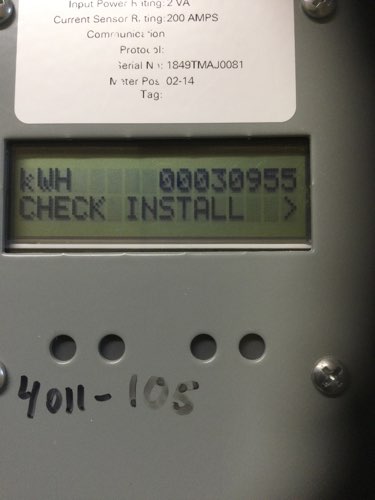 Input Power Rating: 2 VA
Current Sensor Rating: 200 AMPS
Communication
Protocol:
Serial No: 1849TMAJ0081
Meter Pos. 02-14
Tag:
kWH 00030955
CHECK INSTALL >
4011-105